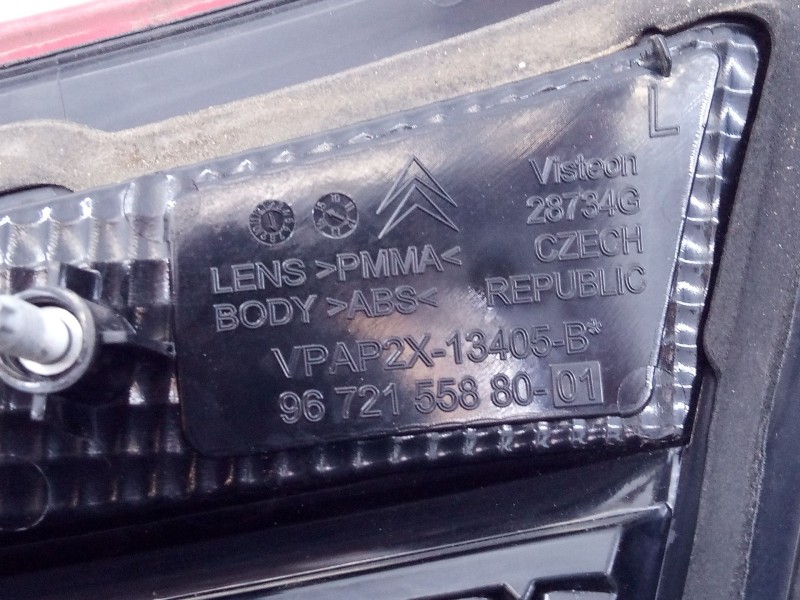 L
Visteon
28734G
CZECH
REPUBLIC
LENS >PMMA<
BODY >ABS<
VPAP2X-13405-B*
96 721 558 80-01